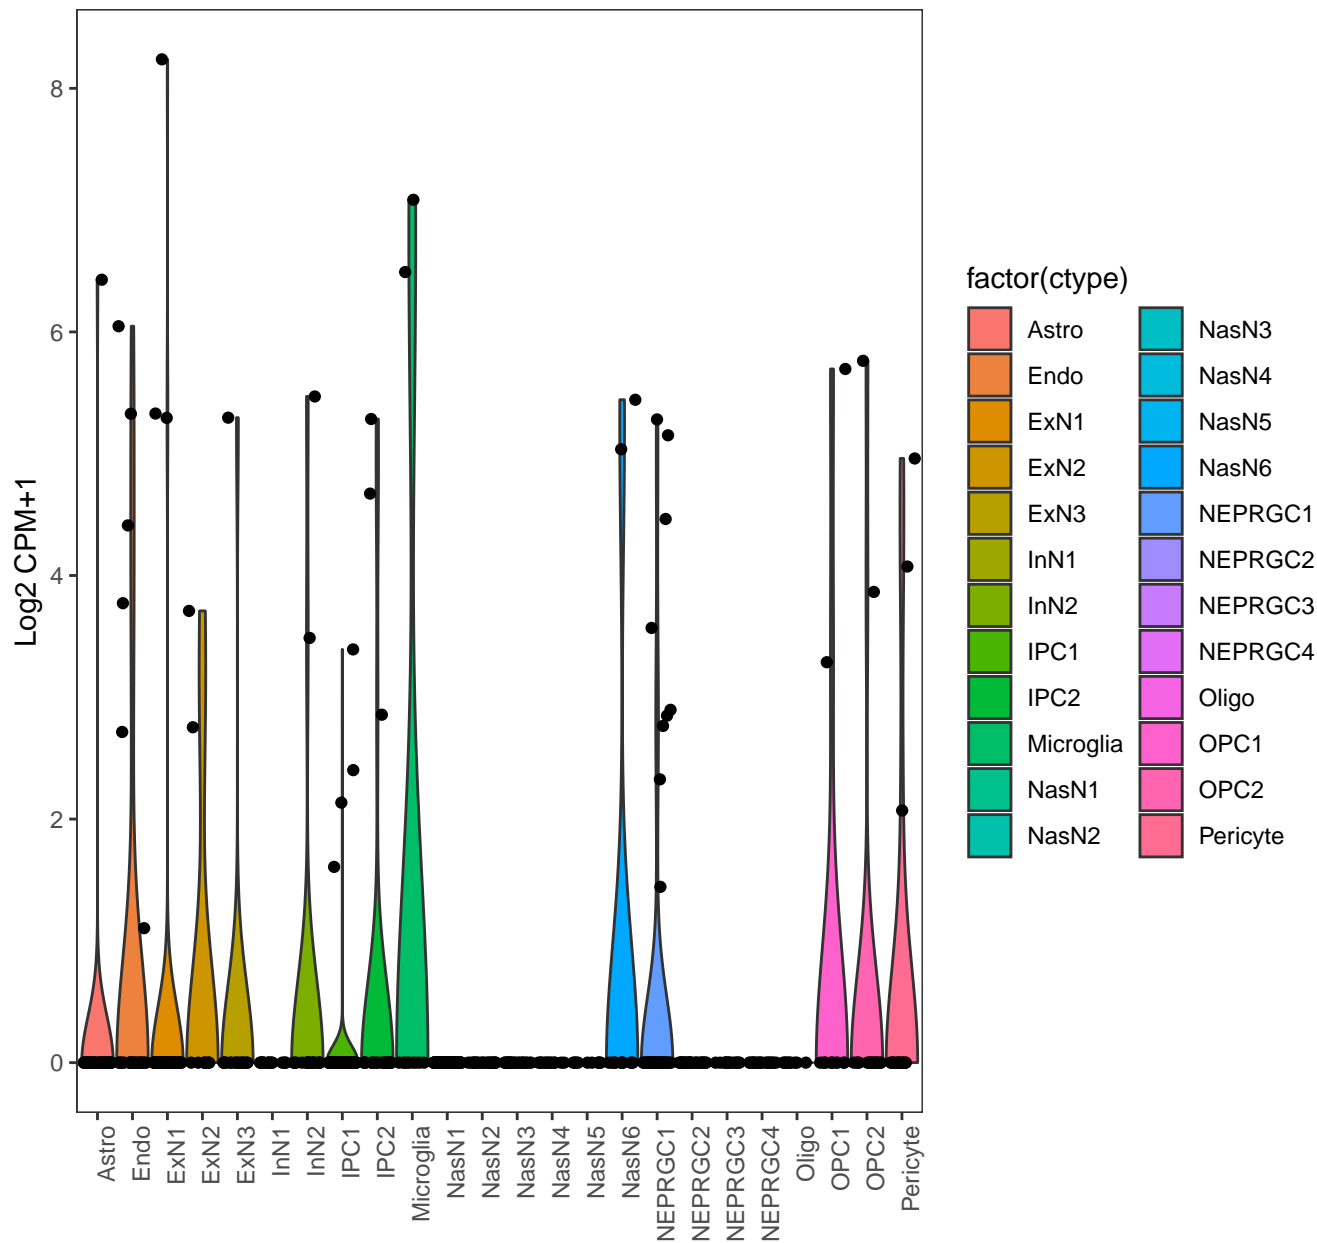 Log2 CPM+1
8
6
4
2
0
Astro
Endo
ExN1
ExN2
ExN3
InN1
InN2
IPC1
IPC2
Microglia
NasN1
NasN2
NasN3
NasN4
NasN5
NasN6
NEPRGC1
NEPRGC2
NEPRGC3
NEPRGC4
Oligo
OPC1
OPC2
Pericyte
factor(ctype)
Astro
Endo
ExN1
ExN2
ExN3
InN1
InN2
IPC1
IPC2
Microglia
NasN1
NasN2
NasN3
NasN4
NasN5
NasN6
NEPRGC1
NEPRGC2
NEPRGC3
NEPRGC4
Oligo
OPC1
OPC2
Pericyte